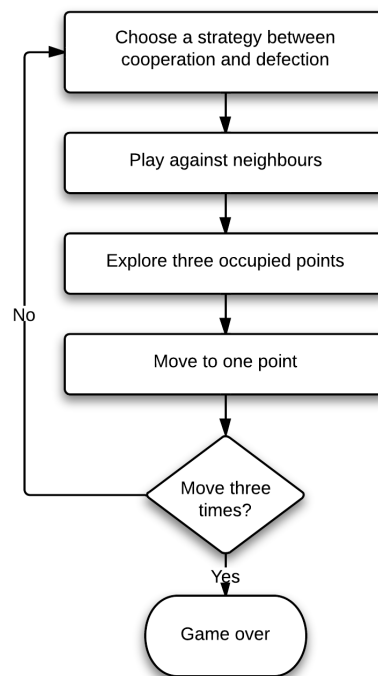 Choose a strategy between
cooperation and defection
Play against neighbours
Explore three occupied points
No
Move to one point
Move three
times?
Yes
Game over